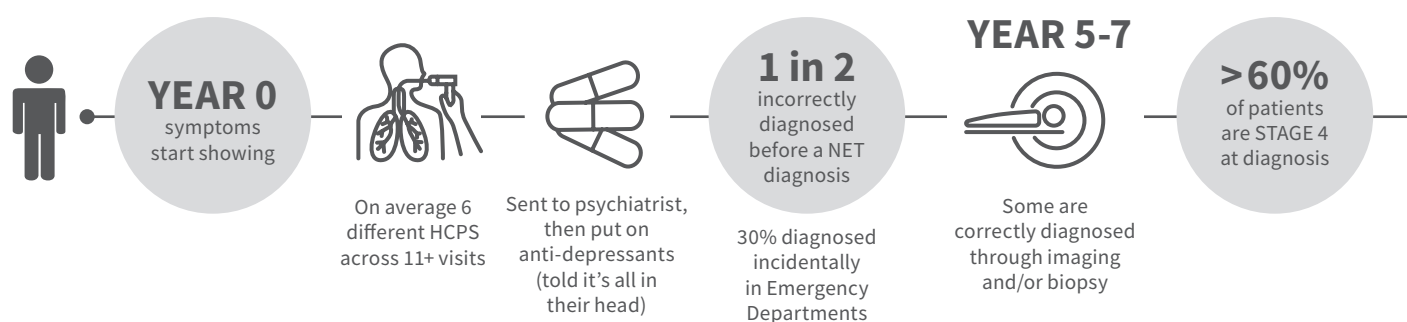 YEAR 0
symptoms
start showing
On average 6
different HCPS
across 11+ visits
Sent to psychiatrist,
then put on
anti-depressants
(told it's all in
their head)
1 in 2
incorrectly
diagnosed
before a NET
diagnosis
30% diagnosed
incidentally
in Emergency
Departments
YEAR 5-7
Some are
correctly diagnosed
through imaging
and/or biopsy
>60%
of patients
are STAGE 4
at diagnosis